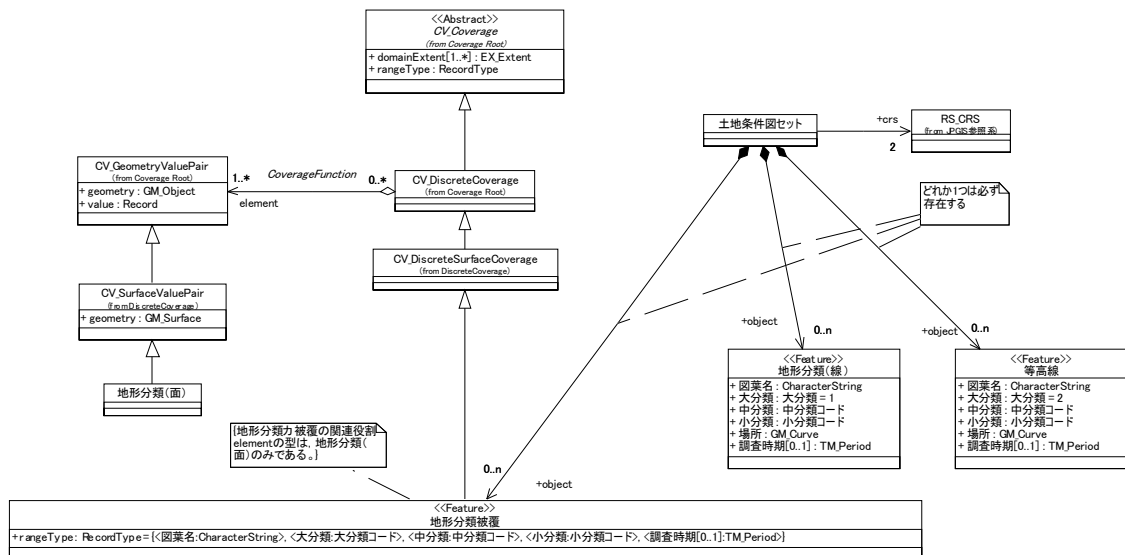 <<Abstract>>
CV_Coverage
(from Coverage Root)
+ domainExtent[1..*] : EX_Extent
+ rangeType : RecordType
土地条件図セット
+crs
2
RS_CRS
(from JPGIS参照系)
CV_GeometryValuePair
(from Coverage Root)
+ geometry : GM_Object
+ value : Record
1..*
CoverageFunction
0..*
element
CV_DiscreteCoverage
(from Coverage Root)
どれか1つは必ず
存在する
CV_DiscreteSurfaceCoverage
(from DiscreteCoverage)
CV_SurfaceValuePair
(from DiscreteCoverage)
+ geometry : GM_Surface
地形分類(面)
+object
0..n
+object
0..n
<<Feature>>
地形分類(線)
+ 図葉名 : CharacterString
+ 大分類 : 大分類 = 1
+ 中分類 : 中分類コード
+ 小分類 : 小分類コード
+ 場所 : GM_Curve
+ 調査時期[0..1] : TM_Period
<<Feature>>
等高線
+ 図葉名 : CharacterString
+ 大分類 : 大分類 = 2
+ 中分類 : 中分類コード
+ 小分類 : 小分類コード
+ 場所 : GM_Curve
+ 調査時期[0..1] : TM_Period
{地形分類カ被覆の関連役割
elementの型は, 地形分類(
面)のみである。}
0..n
+object
<<Feature>>
地形分類被覆
+rangeType: RecordType={<図葉名:CharacterString>, <大分類:大分類コード>, <中分類:中分類コード>, <小分類:小分類コード>, <調査時期[0..1]:TM_Period>}